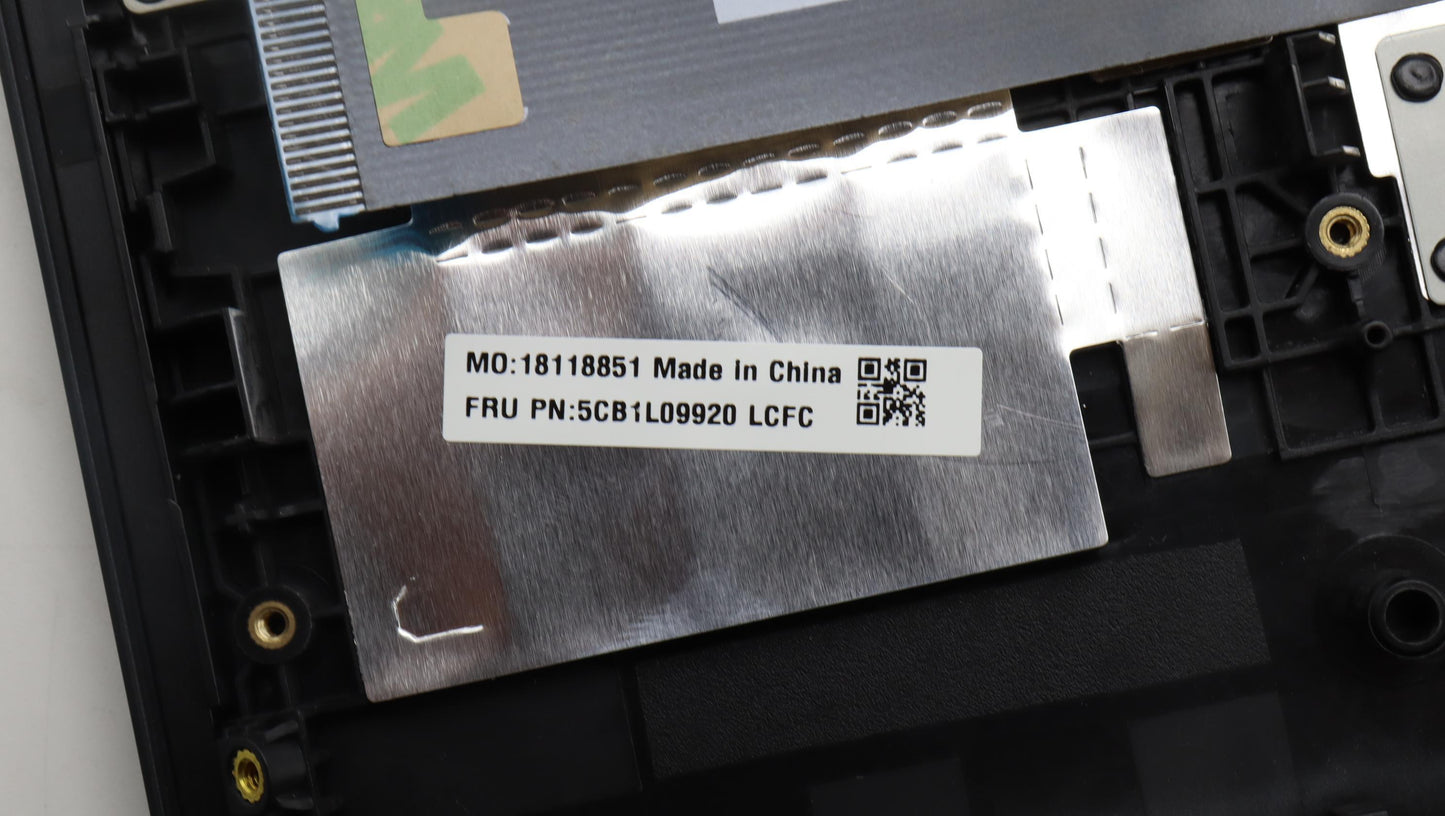 MO:18118851 Made in China
FRU PN:5CB1L09920 LCFC